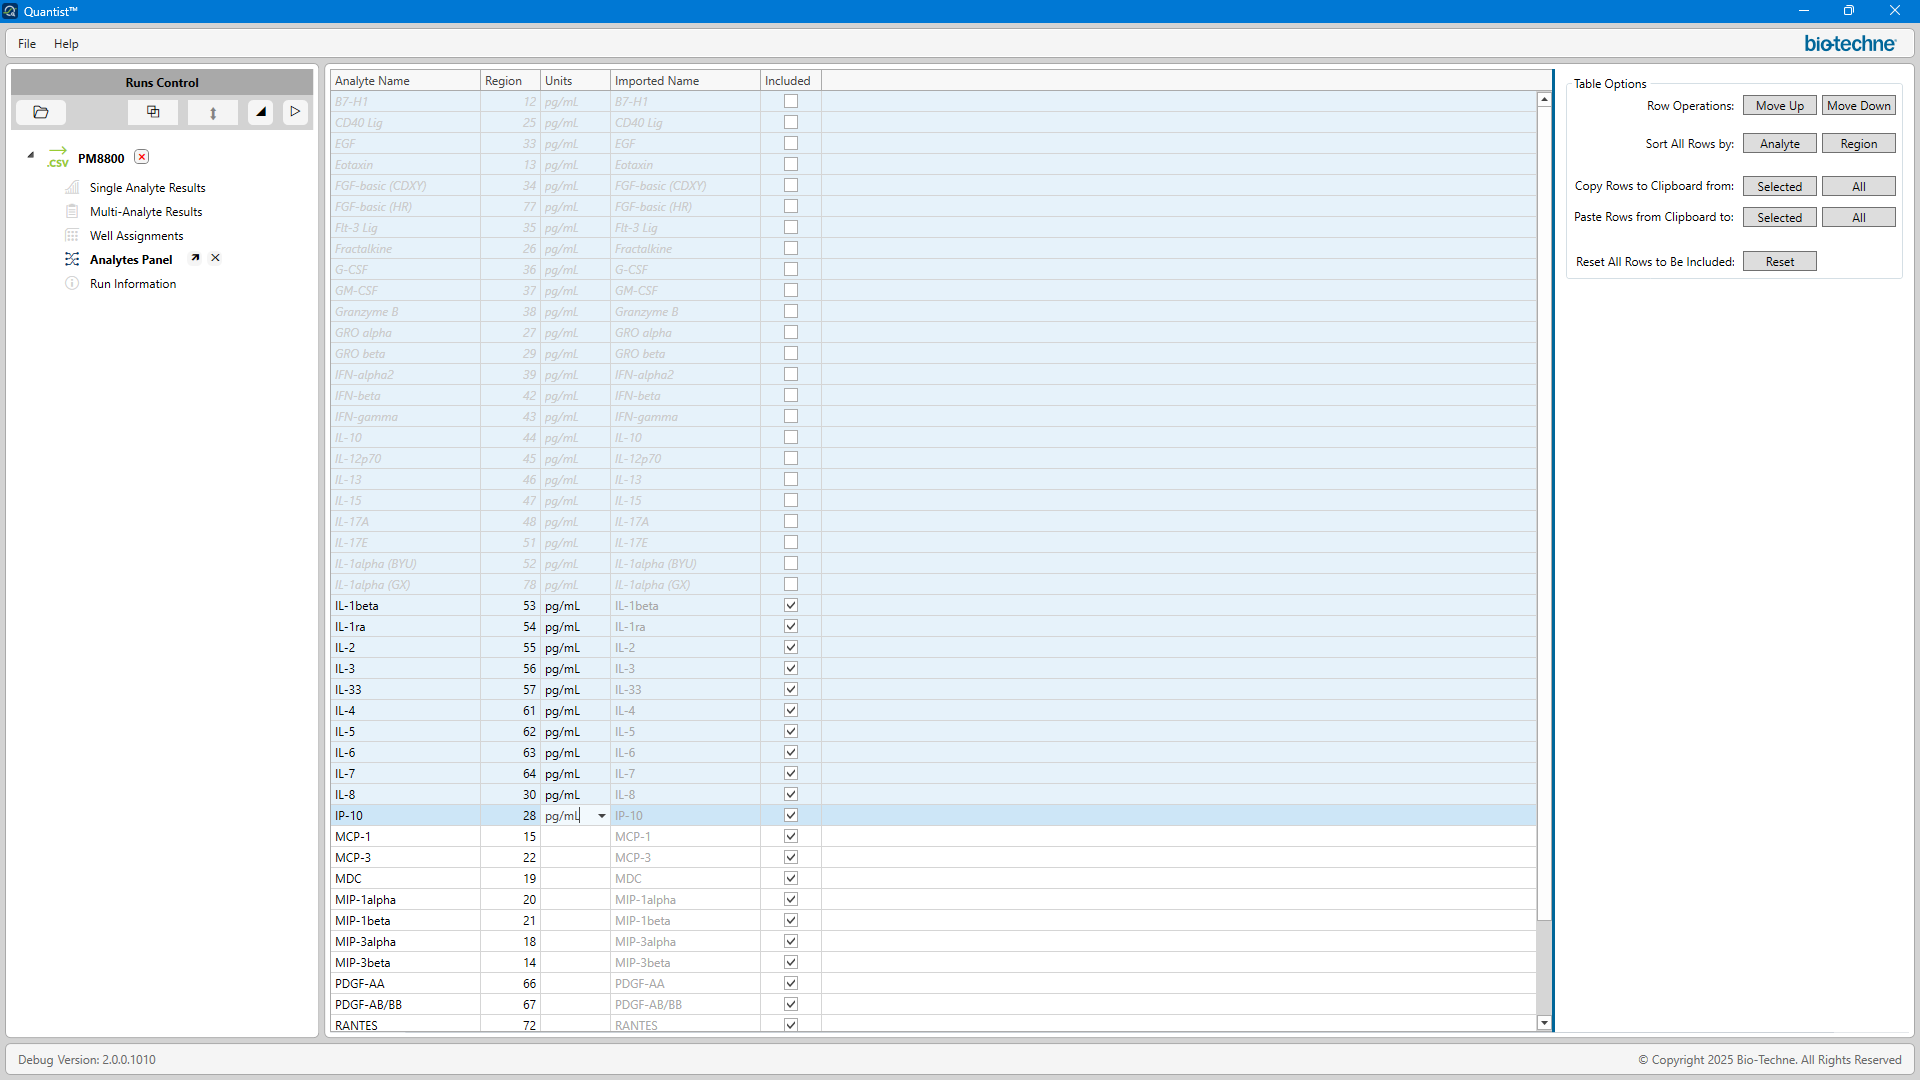 Quantist™
File Help
bio-techne
Runs Control
.CSV PM8800
Single Analyte Results
Multi-Analyte Results
Well Assignments
Analytes Panel
Run Information
Analyte Name Region Units Imported Name Included
B7-H1 12 pg/mL B7-H1
CD40 Lig 25 pg/mL CD40 Lig
EGF 33 pg/mL EGF
Eotaxin 13 pg/mL Eotaxin
FGF-basic (CDXY) 34 pg/mL FGF-basic (CDXY)
FGF-basic (HR) 77 pg/mL FGF-basic (HR)
Flt-3 Lig 35 pg/mL Flt-3 Lig
Fractalkine 26 pg/mL Fractalkine
G-CSF 36 pg/mL G-CSF
GM-CSF 37 pg/mL GM-CSF
Granzyme B 38 pg/mL Granzyme B
GRO alpha 27 pg/mL GRO alpha
GRO beta 29 pg/mL GRO beta
IFN-alpha2 39 pg/mL IFN-alpha2
IFN-beta 42 pg/mL IFN-beta
IFN-gamma 43 pg/mL IFN-gamma
IL-10 44 pg/mL IL-10
IL-12p70 45 pg/mL IL-12p70
IL-13 46 pg/mL IL-13
IL-15 47 pg/mL IL-15
IL-17A 48 pg/mL IL-17A
IL-17E 51 pg/mL IL-17E
IL-1alpha (BYU) 52 pg/mL IL-1alpha (BYU)
IL-1alpha (GX) 78 pg/mL IL-1alpha (GX)
IL-1beta 53 pg/mL IL-1beta
IL-1ra 54 pg/mL IL-1ra
IL-2 55 pg/mL IL-2
IL-3 56 pg/mL IL-3
IL-33 57 pg/mL IL-33
IL-4 61 pg/mL IL-4
IL-5 62 pg/mL IL-5
IL-6 63 pg/mL IL-6
IL-7 64 pg/mL IL-7
IL-8 30 pg/mL IL-8
IP-10 28 pg/mL IP-10
MCP-1 15 MCP-1
MCP-3 22 MCP-3
MDC 19 MDC
MIP-1alpha 20 MIP-1alpha
MIP-1beta 21 MIP-1beta
MIP-3alpha 18 MIP-3alpha
MIP-3beta 14 MIP-3beta
PDGF-AA 66 PDGF-AA
PDGF-AB/BB 67 PDGF-AB/BB
RANTES 72 RANTES
Table Options
Row Operations: Move Up Move Down
Sort All Rows by: Analyte Region
Copy Rows to Clipboard from: Selected All
Paste Rows from Clipboard to: Selected All
Reset All Rows to Be Included: Reset
Debug Version: 2.0.0.1010
© Copyright 2025 Bio-Techne. All Rights Reserved